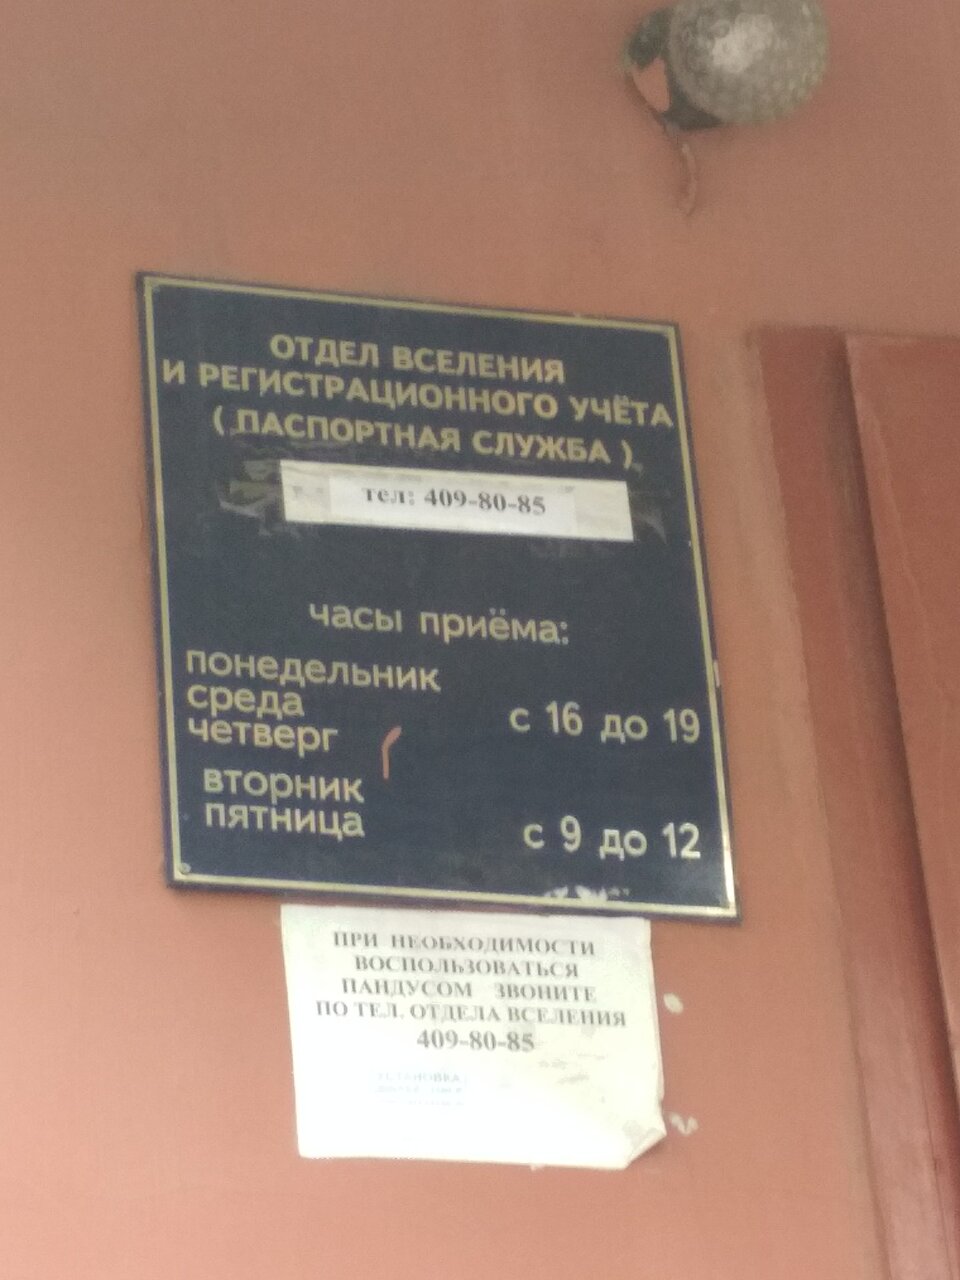 ОТДЕЛ ВСЕЛЕНИЯ
И РЕГИСТРАЦИОННОГО УЧЁТА
( ПАСПОРТНАЯ СЛУЖБА )
тел: 409-80-85
часы приёма:
понедельник
среда
четверг
с 16 до 19
вторник
пятница
с 9 до 12
ПРИ НЕОБХОДИМОСТИ
ВОСПОЛЬЗОВАТЬСЯ
ПАНДУСОМ ЗВОНИТЕ
ПО ТЕЛ. ОТДЕЛА ВСЕЛЕНИЯ
409-80-85
УСТАНОВКА